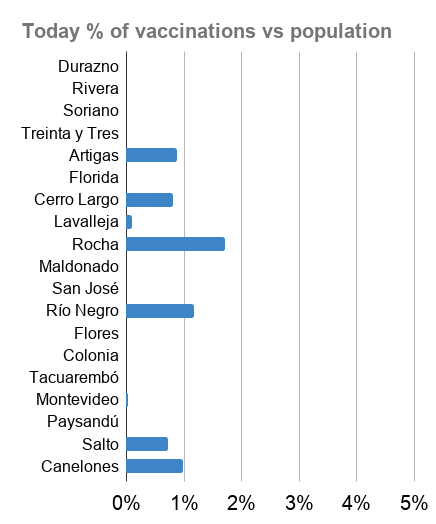 Today % of vaccinations vs population
Durazno
Rivera
Soriano
Treinta y Tres
Artigas
Florida
Cerro Largo
Lavalleja
Rocha
Maldonado
San José
Río Negro
Flores
Colonia
Tacuarembó
Montevideo
Paysandú
Salto
Canelones
0% 1% 2% 3% 4% 5%